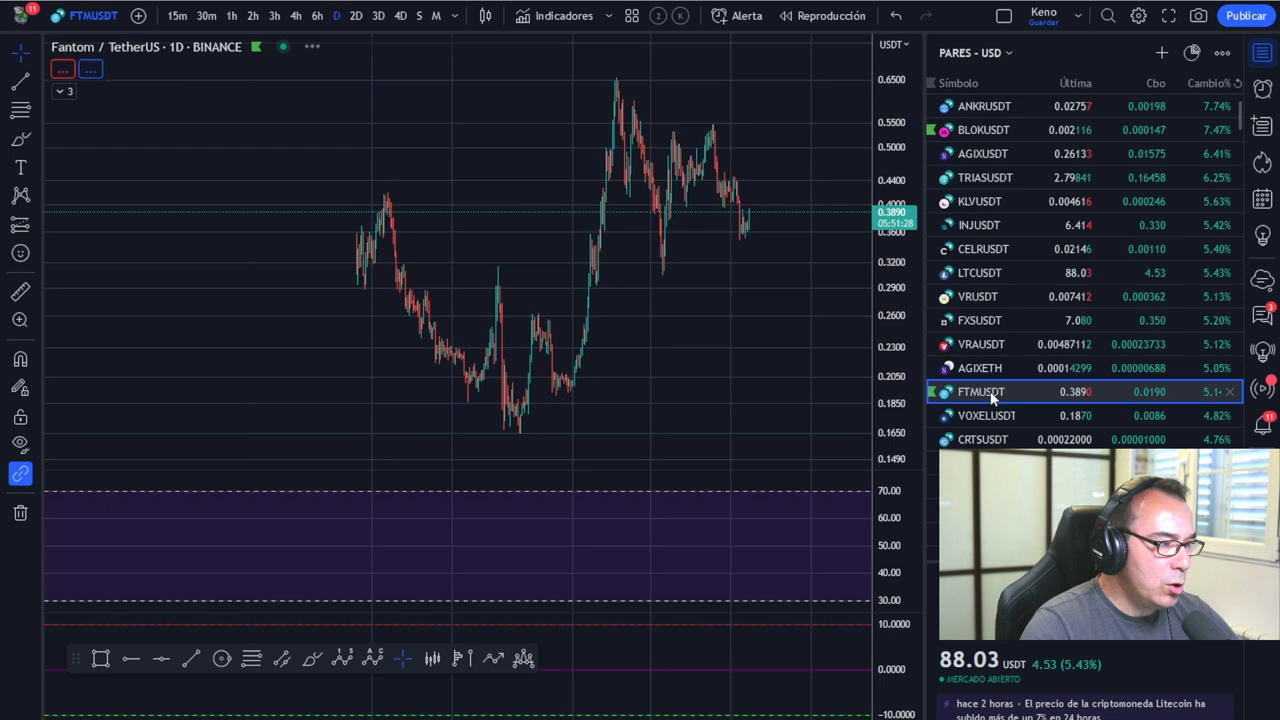 11
FTMUSDT
15m 30m 1h 2h 3h 4h 6h D 2D 3D 4D S M
Indicadores
2 K
Alerta
Reproducción
Keno
Guardar
Publicar
Fantom / TetherUS · 1D · BINANCE
... ...
3
USDT
0.6500
0.5500
0.5000
0.4400
0.4000
0.3890
05:51:28
0.3600
0.3200
0.2900
0.2600
0.2300
0.2050
0.1850
0.1650
0.1490
70.00
60.00
50.00
40.00
30.00
10.0000
0.0000
-10.0000
PARES - USD
Símbolo Última Cbo Cambio%
ANKRUSDT 0.02757 0.00198 7.74%
BLOKUSDT 0.002116 0.000147 7.47%
AGIXUSDT 0.26133 0.01575 6.41%
TRIASUSDT 2.79841 0.16458 6.25%
KLVUSDT 0.004616 0.000246 5.63%
INJUSDT 6.414 0.330 5.42%
CELRUSDT 0.02146 0.00110 5.40%
LTCUSDT 88.03 4.53 5.43%
VRUSDT 0.007412 0.000362 5.13%
FXSUSDT 7.080 0.350 5.20%
VRAUSDT 0.00487112 0.00023733 5.12%
AGIXETH 0.00014299 0.00000688 5.05%
FTMUSDT 0.3890 0.0190 5.1
VOXELUSDT 0.1870 0.0086 4.82%
CRTSUSDT 0.00022000 0.00001000 4.76%
88.03 USDT 4.53 (5.43%)
MERCADO ABIERTO
hace 2 horas • El precio de la criptomoneda Litecoin ha
subido más de un 7% en 24 horas
3
11